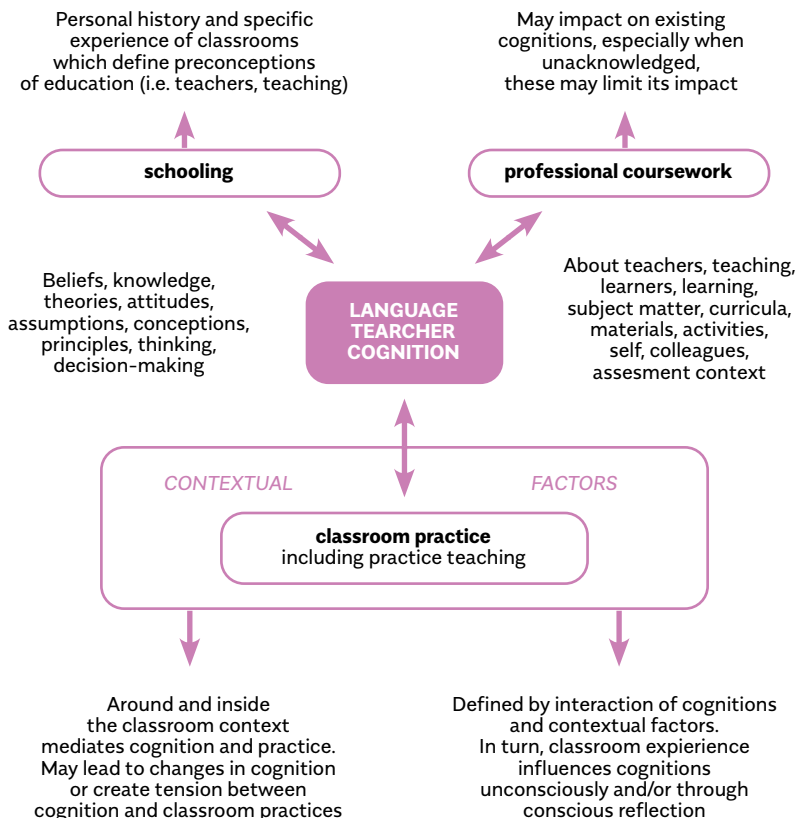 Personal history and specific
experience of classrooms
which define preconceptions
of education (i.e. teachers, teaching)
May impact on existing
cognitions, especially when
unacknowledged,
these may limit its impact
schooling
professional coursework
Beliefs, knowledge,
theories, attitudes,
assumptions, conceptions,
principles, thinking,
decision-making
LANGUAGE
TEARCHER
COGNITION
About teachers, teaching,
learners, learning,
subject matter, curricula,
materials, activities,
self, colleagues,
assesment context
CONTEXTUAL FACTORS
classroom practice
including practice teaching
Around and inside
the classroom context
mediates cognition and practice.
May lead to changes in cognition
or create tension between
cognition and classroom practices
Defined by interaction of cognitions
and contextual factors.
In turn, classroom expierience
influences cognitions
unconsciously and/or through
conscious reflection